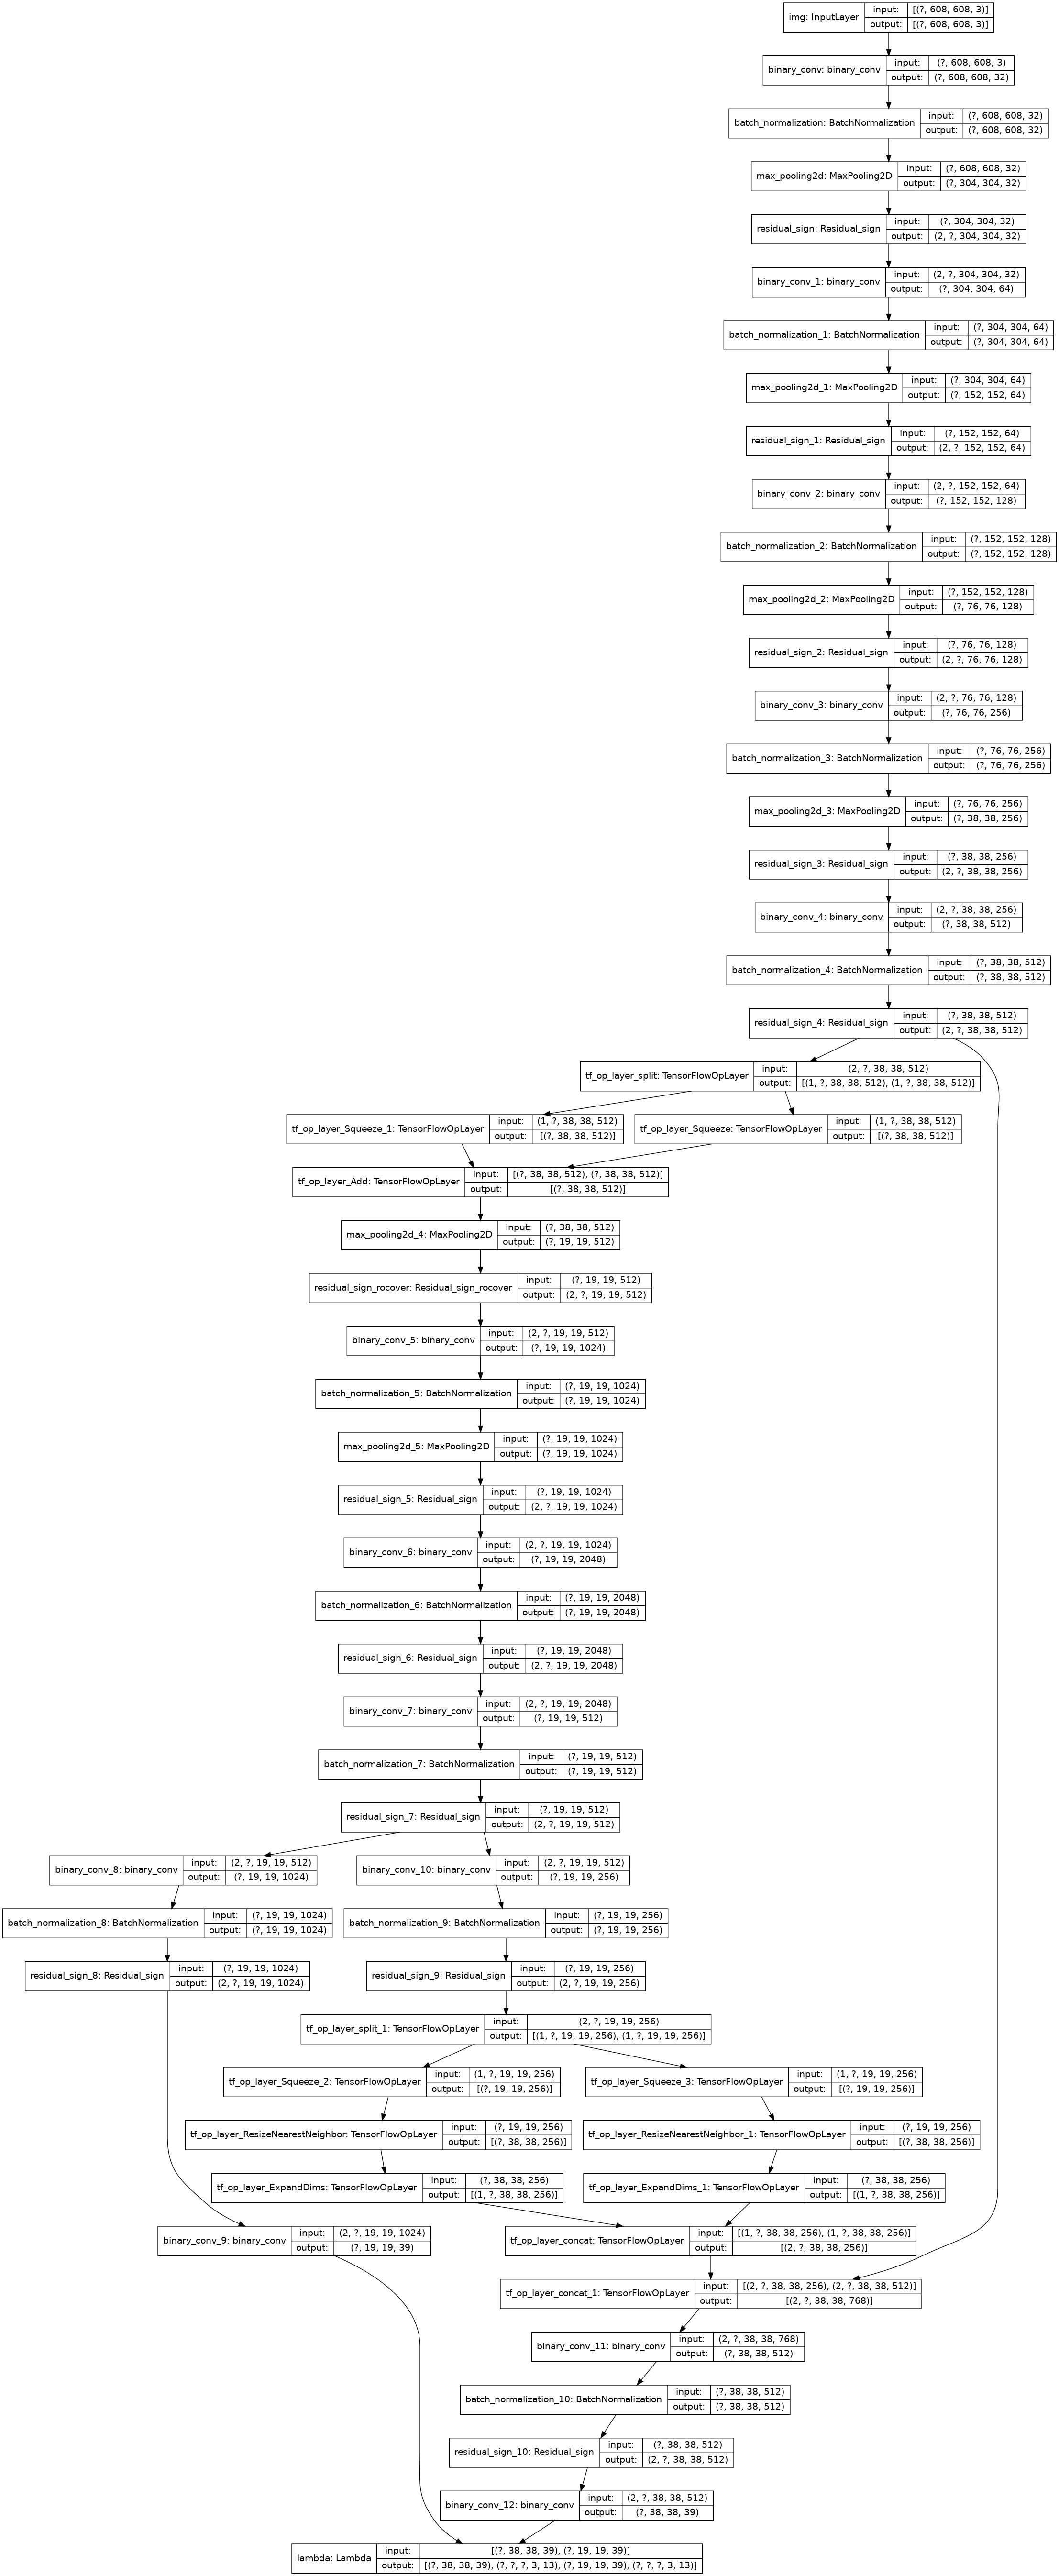 img: InputLayer input: [(?, 608, 608, 3)]
output: [(?, 608, 608, 3)]
binary_conv: binary_conv input: (?, 608, 608, 3)
output: (?, 608, 608, 32)
batch_normalization: BatchNormalization input: (?, 608, 608, 32)
output: (?, 608, 608, 32)
max_pooling2d: MaxPooling2D input: (?, 608, 608, 32)
output: (?, 304, 304, 32)
residual_sign: Residual_sign input: (?, 304, 304, 32)
output: (2, ?, 304, 304, 32)
binary_conv_1: binary_conv input: (2, ?, 304, 304, 32)
output: (?, 304, 304, 64)
batch_normalization_1: BatchNormalization input: (?, 304, 304, 64)
output: (?, 304, 304, 64)
max_pooling2d_1: MaxPooling2D input: (?, 304, 304, 64)
output: (?, 152, 152, 64)
residual_sign_1: Residual_sign input: (?, 152, 152, 64)
output: (2, ?, 152, 152, 64)
binary_conv_2: binary_conv input: (2, ?, 152, 152, 64)
output: (?, 152, 152, 128)
batch_normalization_2: BatchNormalization input: (?, 152, 152, 128)
output: (?, 152, 152, 128)
max_pooling2d_2: MaxPooling2D input: (?, 152, 152, 128)
output: (?, 76, 76, 128)
residual_sign_2: Residual_sign input: (?, 76, 76, 128)
output: (2, ?, 76, 76, 128)
binary_conv_3: binary_conv input: (2, ?, 76, 76, 128)
output: (?, 76, 76, 256)
batch_normalization_3: BatchNormalization input: (?, 76, 76, 256)
output: (?, 76, 76, 256)
max_pooling2d_3: MaxPooling2D input: (?, 76, 76, 256)
output: (?, 38, 38, 256)
residual_sign_3: Residual_sign input: (?, 38, 38, 256)
output: (2, ?, 38, 38, 256)
binary_conv_4: binary_conv input: (2, ?, 38, 38, 256)
output: (?, 38, 38, 512)
batch_normalization_4: BatchNormalization input: (?, 38, 38, 512)
output: (?, 38, 38, 512)
residual_sign_4: Residual_sign input: (?, 38, 38, 512)
output: (2, ?, 38, 38, 512)
tf_op_layer_split: TensorFlowOpLayer input: (2, ?, 38, 38, 512)
output: [(1, ?, 38, 38, 512), (1, ?, 38, 38, 512)]
tf_op_layer_Squeeze_1: TensorFlowOpLayer input: (1, ?, 38, 38, 512)
output: [(?, 38, 38, 512)]
tf_op_layer_Squeeze: TensorFlowOpLayer input: (1, ?, 38, 38, 512)
output: [(?, 38, 38, 512)]
tf_op_layer_Add: TensorFlowOpLayer input: [(?, 38, 38, 512), (?, 38, 38, 512)]
output: [(?, 38, 38, 512)]
max_pooling2d_4: MaxPooling2D input: (?, 38, 38, 512)
output: (?, 19, 19, 512)
residual_sign_rocover: Residual_sign_rocover input: (?, 19, 19, 512)
output: (2, ?, 19, 19, 512)
binary_conv_5: binary_conv input: (2, ?, 19, 19, 512)
output: (?, 19, 19, 1024)
batch_normalization_5: BatchNormalization input: (?, 19, 19, 1024)
output: (?, 19, 19, 1024)
max_pooling2d_5: MaxPooling2D input: (?, 19, 19, 1024)
output: (?, 19, 19, 1024)
residual_sign_5: Residual_sign input: (?, 19, 19, 1024)
output: (2, ?, 19, 19, 1024)
binary_conv_6: binary_conv input: (2, ?, 19, 19, 1024)
output: (?, 19, 19, 2048)
batch_normalization_6: BatchNormalization input: (?, 19, 19, 2048)
output: (?, 19, 19, 2048)
residual_sign_6: Residual_sign input: (?, 19, 19, 2048)
output: (2, ?, 19, 19, 2048)
binary_conv_7: binary_conv input: (2, ?, 19, 19, 2048)
output: (?, 19, 19, 512)
batch_normalization_7: BatchNormalization input: (?, 19, 19, 512)
output: (?, 19, 19, 512)
residual_sign_7: Residual_sign input: (?, 19, 19, 512)
output: (2, ?, 19, 19, 512)
binary_conv_8: binary_conv input: (2, ?, 19, 19, 512)
output: (?, 19, 19, 1024)
binary_conv_10: binary_conv input: (2, ?, 19, 19, 512)
output: (?, 19, 19, 256)
batch_normalization_8: BatchNormalization input: (?, 19, 19, 1024)
output: (?, 19, 19, 1024)
batch_normalization_9: BatchNormalization input: (?, 19, 19, 256)
output: (?, 19, 19, 256)
residual_sign_8: Residual_sign input: (?, 19, 19, 1024)
output: (2, ?, 19, 19, 1024)
residual_sign_9: Residual_sign input: (?, 19, 19, 256)
output: (2, ?, 19, 19, 256)
tf_op_layer_split_1: TensorFlowOpLayer input: (2, ?, 19, 19, 256)
output: [(1, ?, 19, 19, 256), (1, ?, 19, 19, 256)]
tf_op_layer_Squeeze_2: TensorFlowOpLayer input: (1, ?, 19, 19, 256)
output: [(?, 19, 19, 256)]
tf_op_layer_Squeeze_3: TensorFlowOpLayer input: (1, ?, 19, 19, 256)
output: [(?, 19, 19, 256)]
tf_op_layer_ResizeNearestNeighbor: TensorFlowOpLayer input: (?, 19, 19, 256)
output: [(?, 38, 38, 256)]
tf_op_layer_ResizeNearestNeighbor_1: TensorFlowOpLayer input: (?, 19, 19, 256)
output: [(?, 38, 38, 256)]
tf_op_layer_ExpandDims: TensorFlowOpLayer input: (?, 38, 38, 256)
output: [(1, ?, 38, 38, 256)]
tf_op_layer_ExpandDims_1: TensorFlowOpLayer input: (?, 38, 38, 256)
output: [(1, ?, 38, 38, 256)]
binary_conv_9: binary_conv input: (2, ?, 19, 19, 1024)
output: (?, 19, 19, 39)
tf_op_layer_concat: TensorFlowOpLayer input: [(1, ?, 38, 38, 256), (1, ?, 38, 38, 256)]
output: [(2, ?, 38, 38, 256)]
tf_op_layer_concat_1: TensorFlowOpLayer input: [(2, ?, 38, 38, 256), (2, ?, 38, 38, 512)]
output: [(2, ?, 38, 38, 768)]
binary_conv_11: binary_conv input: (2, ?, 38, 38, 768)
output: (?, 38, 38, 512)
batch_normalization_10: BatchNormalization input: (?, 38, 38, 512)
output: (?, 38, 38, 512)
residual_sign_10: Residual_sign input: (?, 38, 38, 512)
output: (2, ?, 38, 38, 512)
binary_conv_12: binary_conv input: (2, ?, 38, 38, 512)
output: (?, 38, 38, 39)
lambda: Lambda input: [(?, 38, 38, 39), (?, 19, 19, 39)]
output: [(?, 38, 38, 39), (?, ?, ?, 3, 13), (?, 19, 19, 39), (?, ?, ?, 3, 13)]